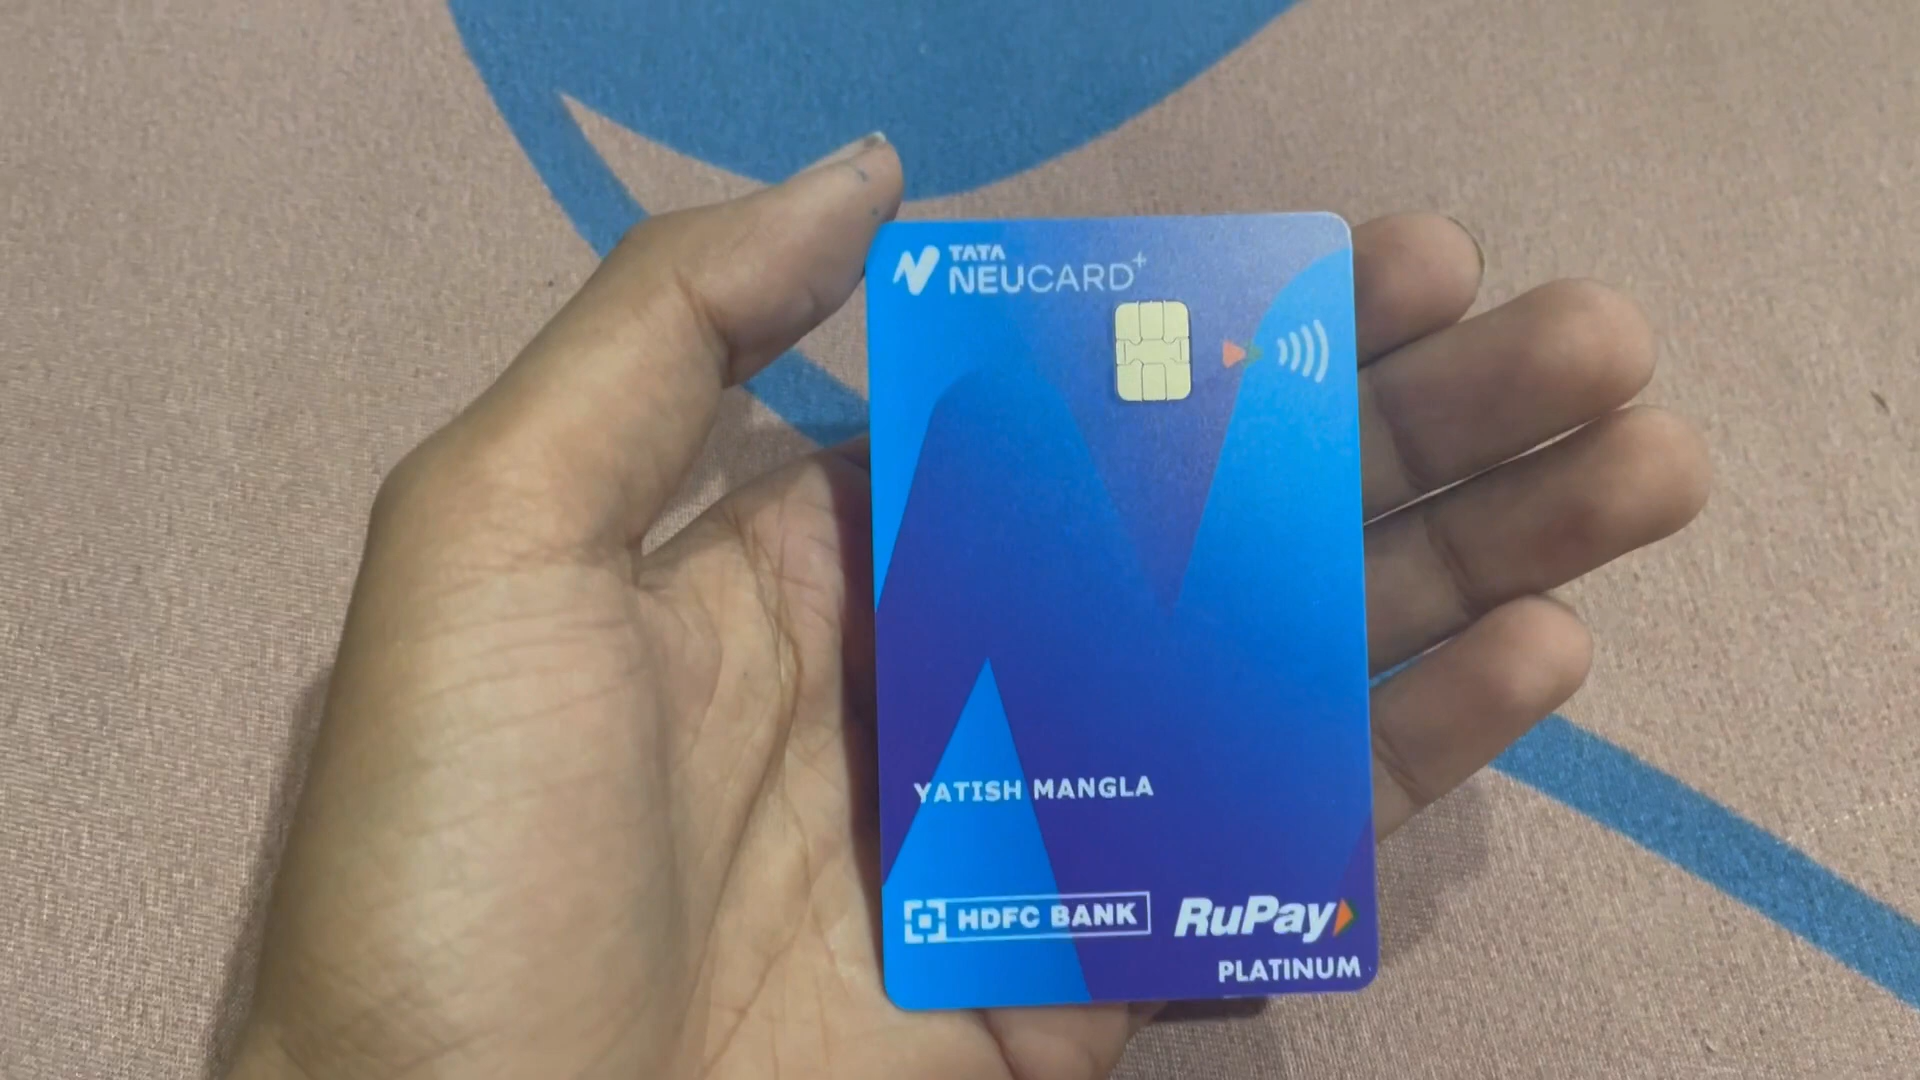 TATA
NEUCARD+
YATISH MANGLA
HDFC BANK
RuPay
PLATINUM